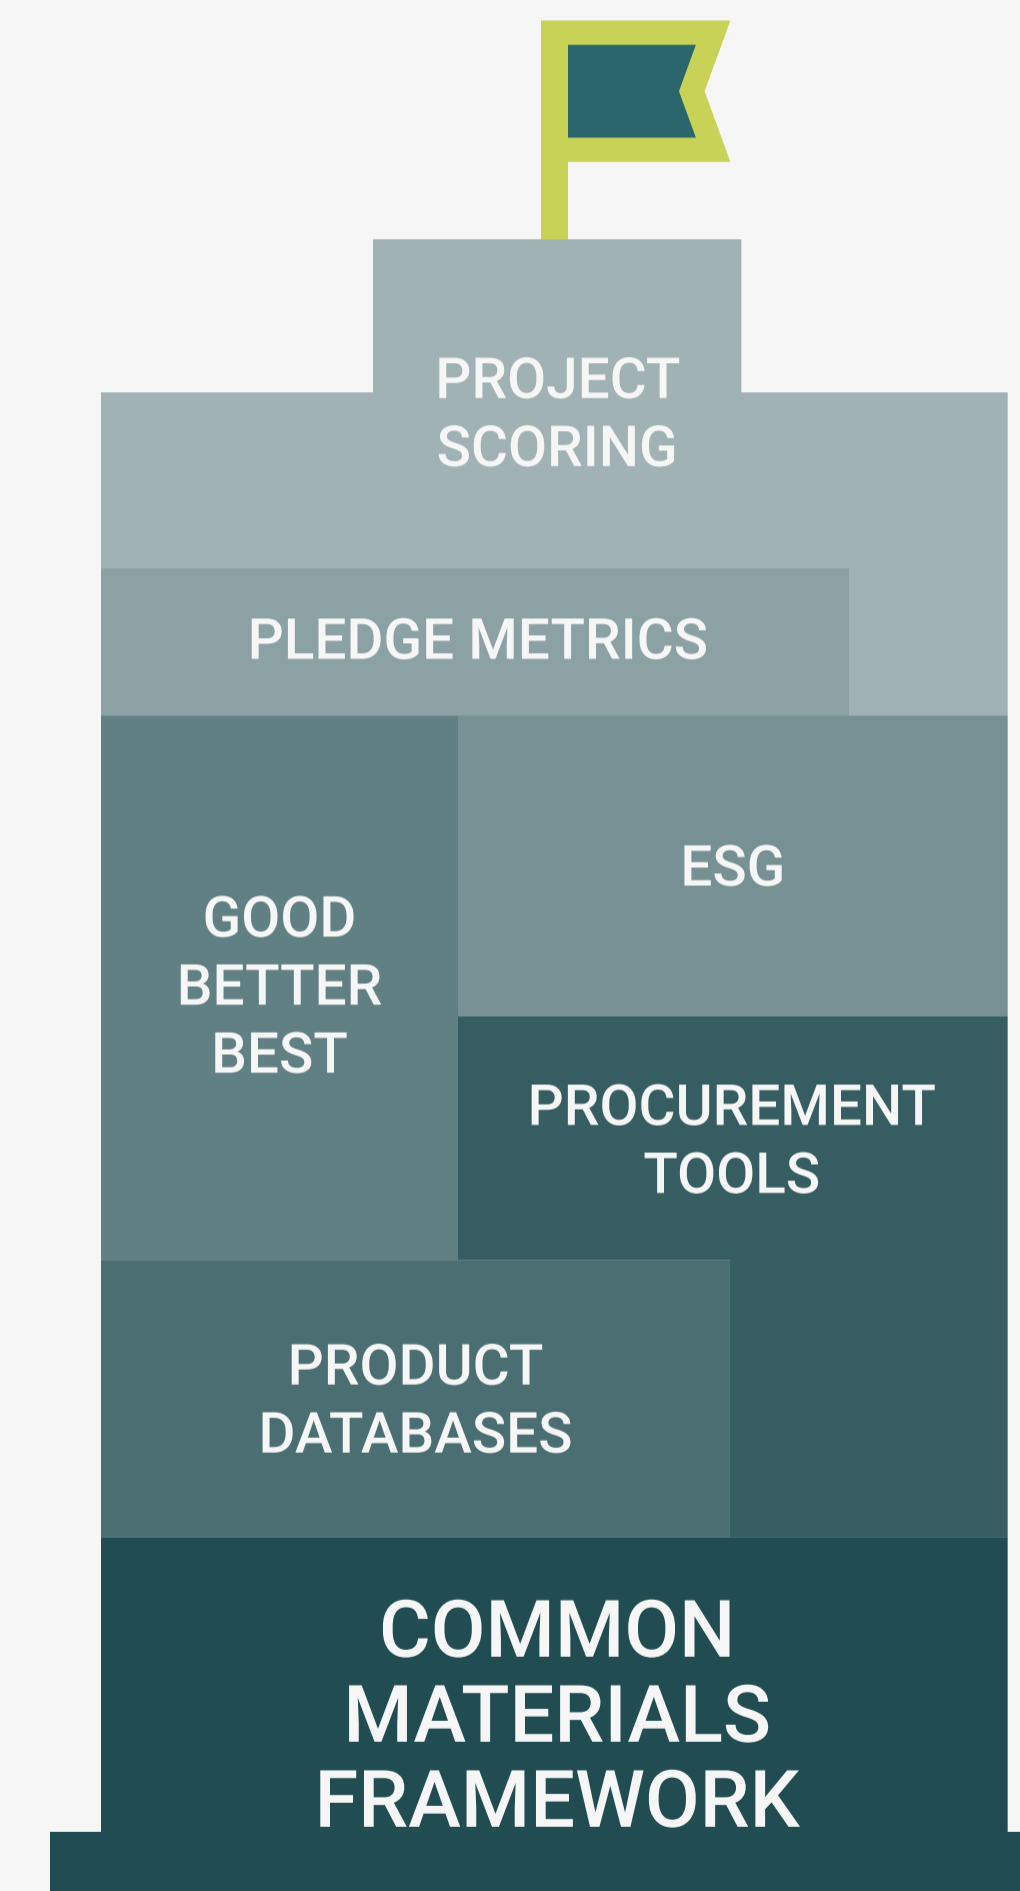 PROJECT
SCORING
PLEDGE METRICS
ESG
GOOD
BETTER
BEST
PROCUREMENT
TOOLS
PRODUCT
DATABASES
COMMON
MATERIALS
FRAMEWORK